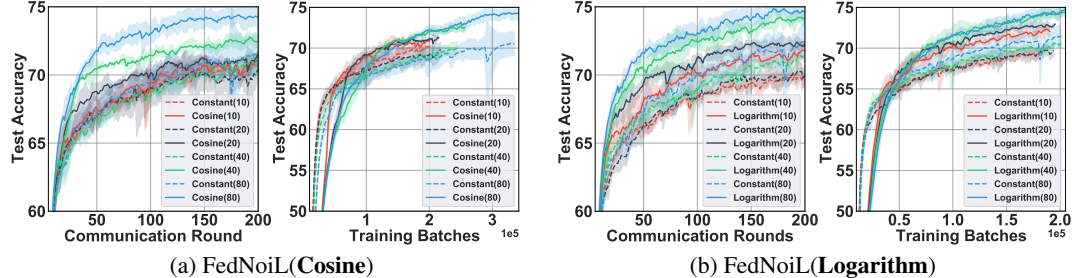 75
70
65
60
Test Accuracy
50 100 150 200
Communication Round
Constant(10)
Cosine(10)
Constant(20)
Cosine(20)
Constant(40)
Cosine(40)
Constant(80)
Cosine(80)
75
70
65
60
55
50
Test Accuracy
1 2 3
1e5
Training Batches
Constant(10)
Cosine(10)
Constant(20)
Cosine(20)
Constant(40)
Cosine(40)
Constant(80)
Cosine(80)
(a) FedNoiL(Cosine)
75
70
65
60
Test Accuracy
50 100 150 200
Communication Rounds
Constant(10)
Logarithm(10)
Constant(20)
Logarithm(20)
Constant(40)
Logarithm(40)
Constant(80)
Logarithm(80)
75
70
65
60
55
50
Test Accuracy
0.5 1.0 1.5 2.0
1e5
Training Batches
Constant(10)
Logarithm(10)
Constant(20)
Logarithm(20)
Constant(40)
Logarithm(40)
Constant(80)
Logarithm(80)
(b) FedNoiL(Logarithm)